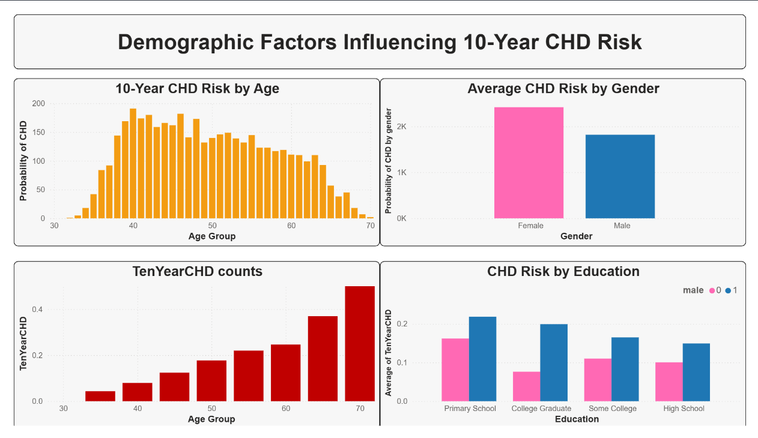 Demographic Factors Influencing 10-Year CHD Risk
10-Year CHD Risk by Age
Probability of CHD
200
150
100
50
0
30 40 50 60 70
Age Group
Average CHD Risk by Gender
Probability of CHD by gender
2K
1K
0K
Female Male
Gender
TenYearCHD counts
TenYearCHD
0.4
0.2
0.0
30 40 50 60 70
Age Group
CHD Risk by Education
male 0 1
Average of TenYearCHD
0.2
0.1
0.0
Primary School College Graduate Some College High School
Education